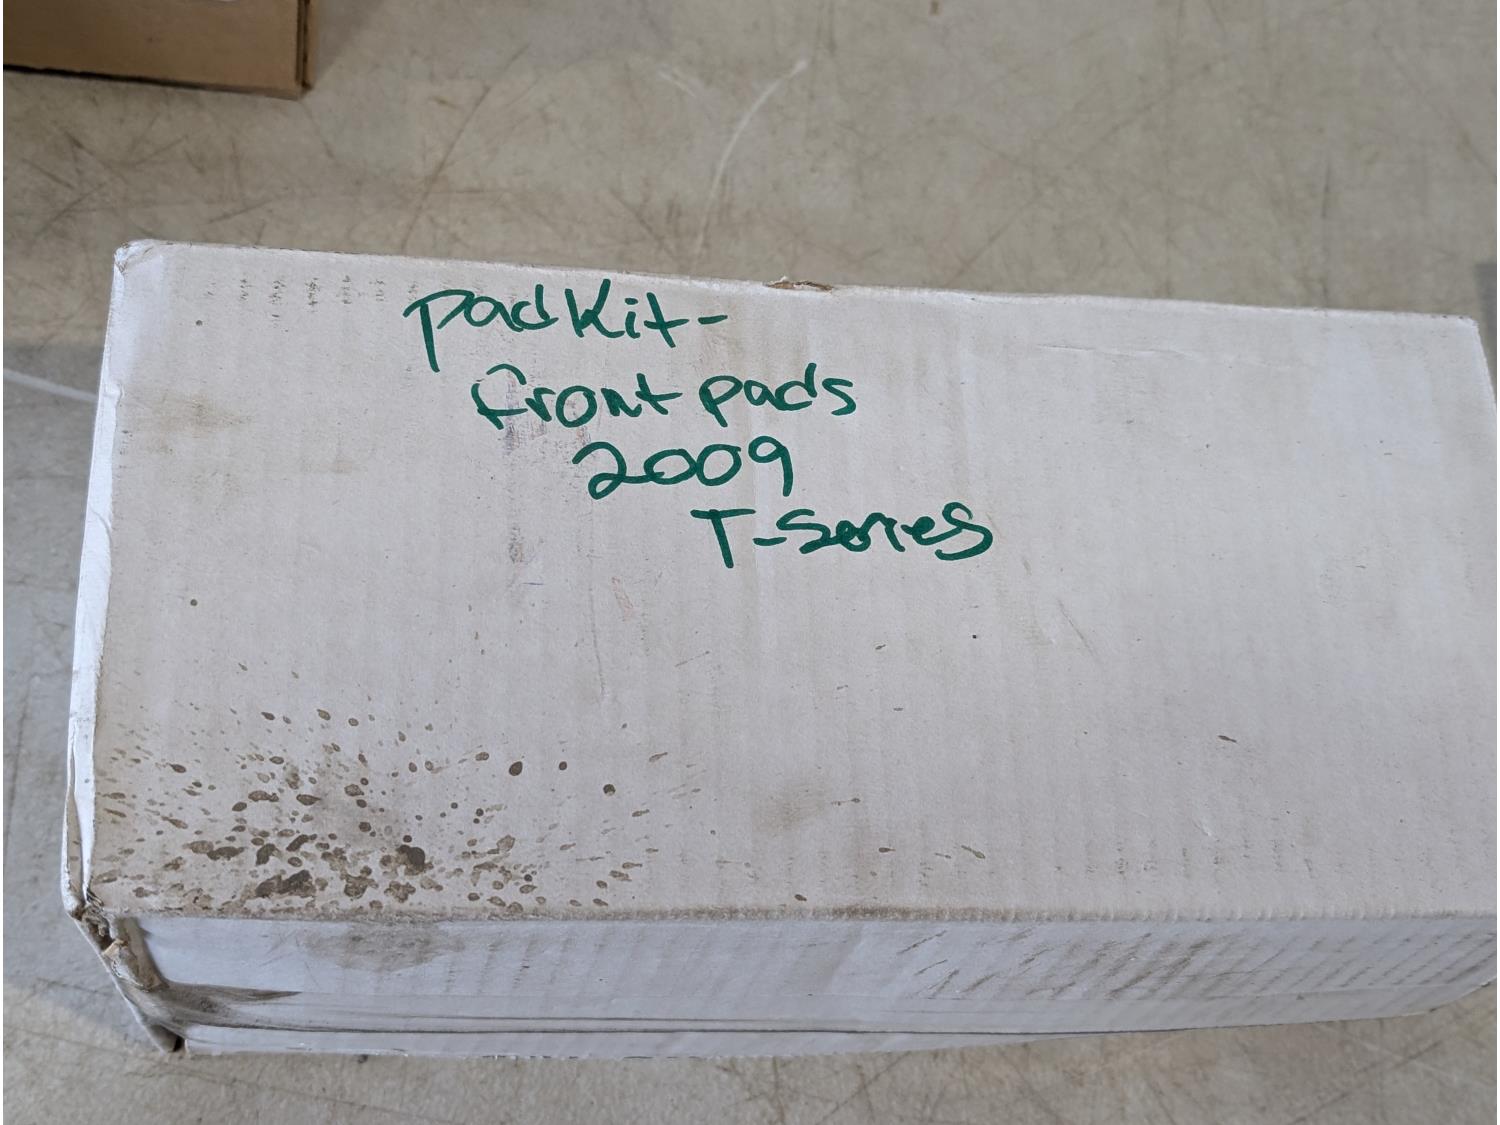 pad Kit-
front pads
2009
T-Series